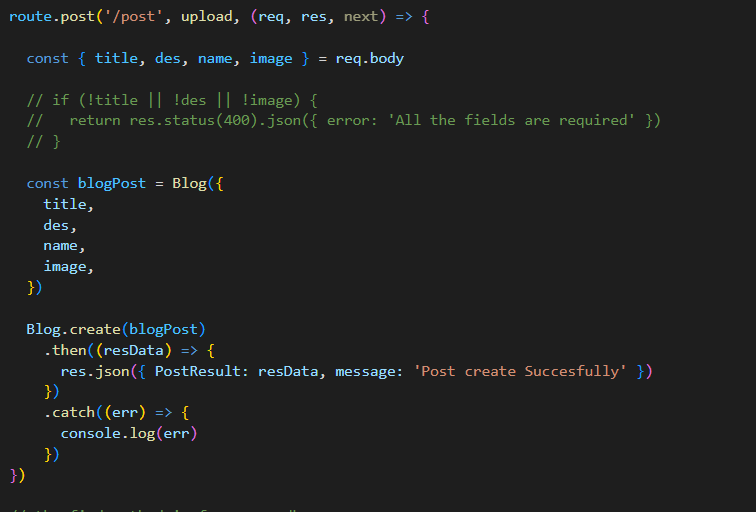 route.post('/post', upload, (req, res, next) => {
const { title, des, name, image } = req.body
// if (!title || !des || !image) {
//   return res.status(400).json({ error: 'All the fields are required' })
// }
const blogPost = Blog({
title,
des,
name,
image,
})
Blog.create(blogPost)
.then((resData) => {
res.json({ PostResult: resData, message: 'Post create Succesfully' })
})
.catch((err) => {
console.log(err)
})
})